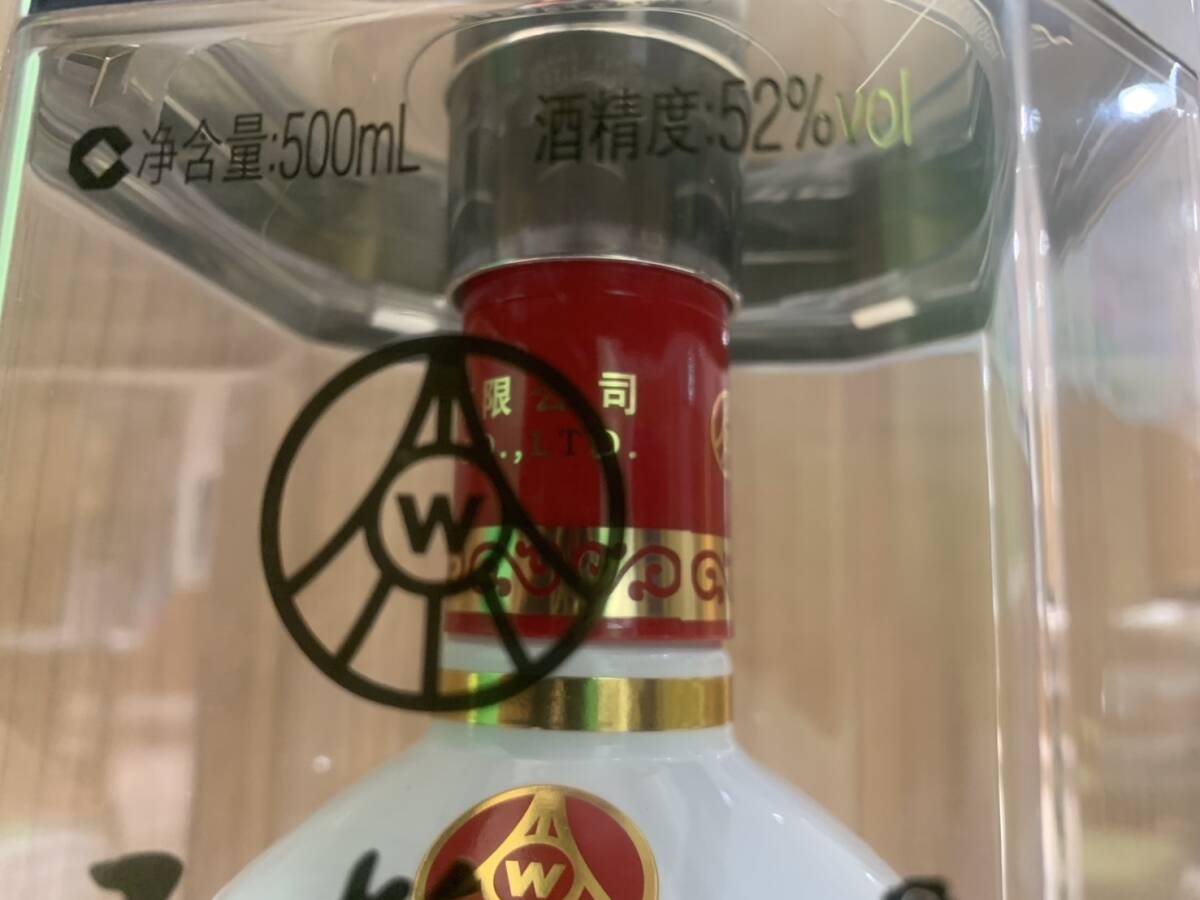 净含量:500mL
酒精度:52%vol
限公司
O.,LTD.
W
W